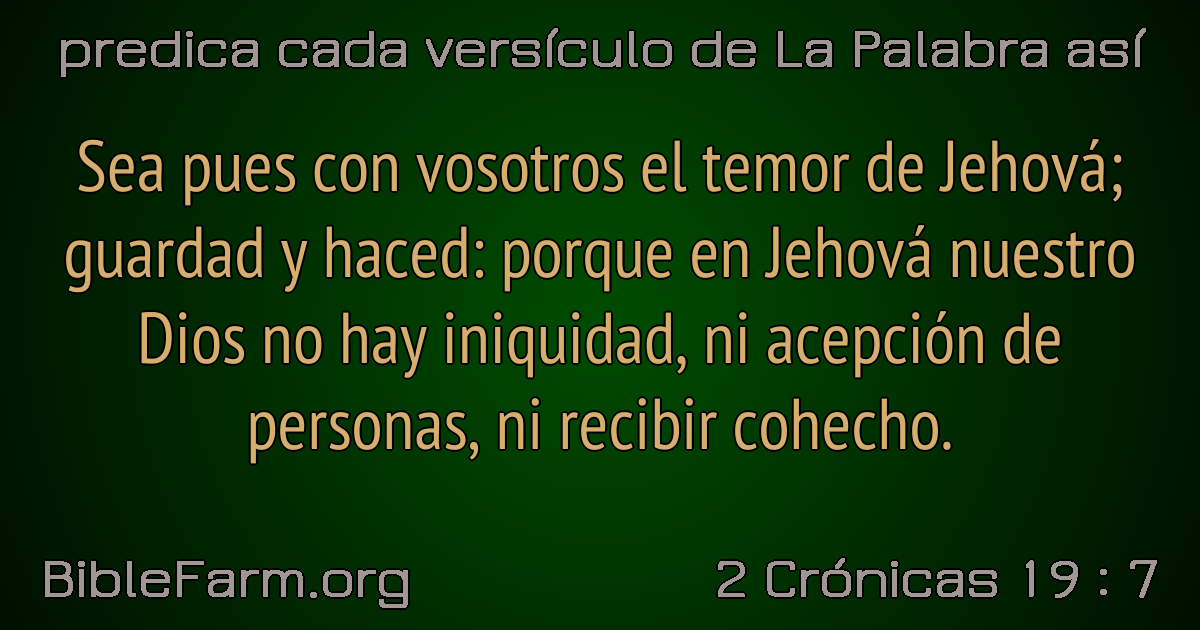 predica cada versículo de La Palabra así
Sea pues con vosotros el temor de Jehová;
guardad y haced: porque en Jehová nuestro
Dios no hay iniquidad, ni acepción de
personas, ni recibir cohecho.
BibleFarm.org
2 Crónicas 19 : 7